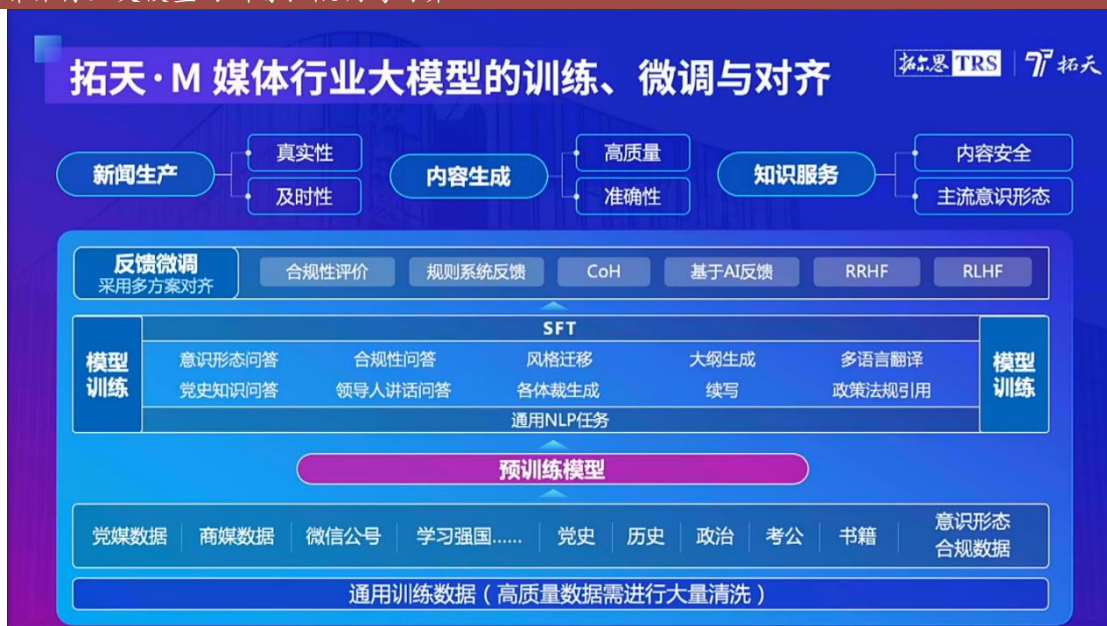 拓天·M 媒体行业大模型的训练、微调与对齐
拓尔思 TRS 拓天
新闻生产
真实性
及时性
内容生成
高质量
准确性
知识服务
内容安全
主流意识形态
反馈微调
采用多方案对齐
合规性评价 规则系统反馈 CoH 基于AI反馈 RRHF RLHF
SFT
模型训练
意识形态问答 合规性问答 风格迁移 大纲生成 多语言翻译
党史知识问答 领导人讲话问答 各体裁生成 续写 政策法规引用
模型训练
通用NLP任务
预训练模型
党媒数据 商媒数据 微信公号 学习强国...... 党史 历史 政治 考公 书籍 意识形态合规数据
通用训练数据（高质量数据需进行大量清洗）